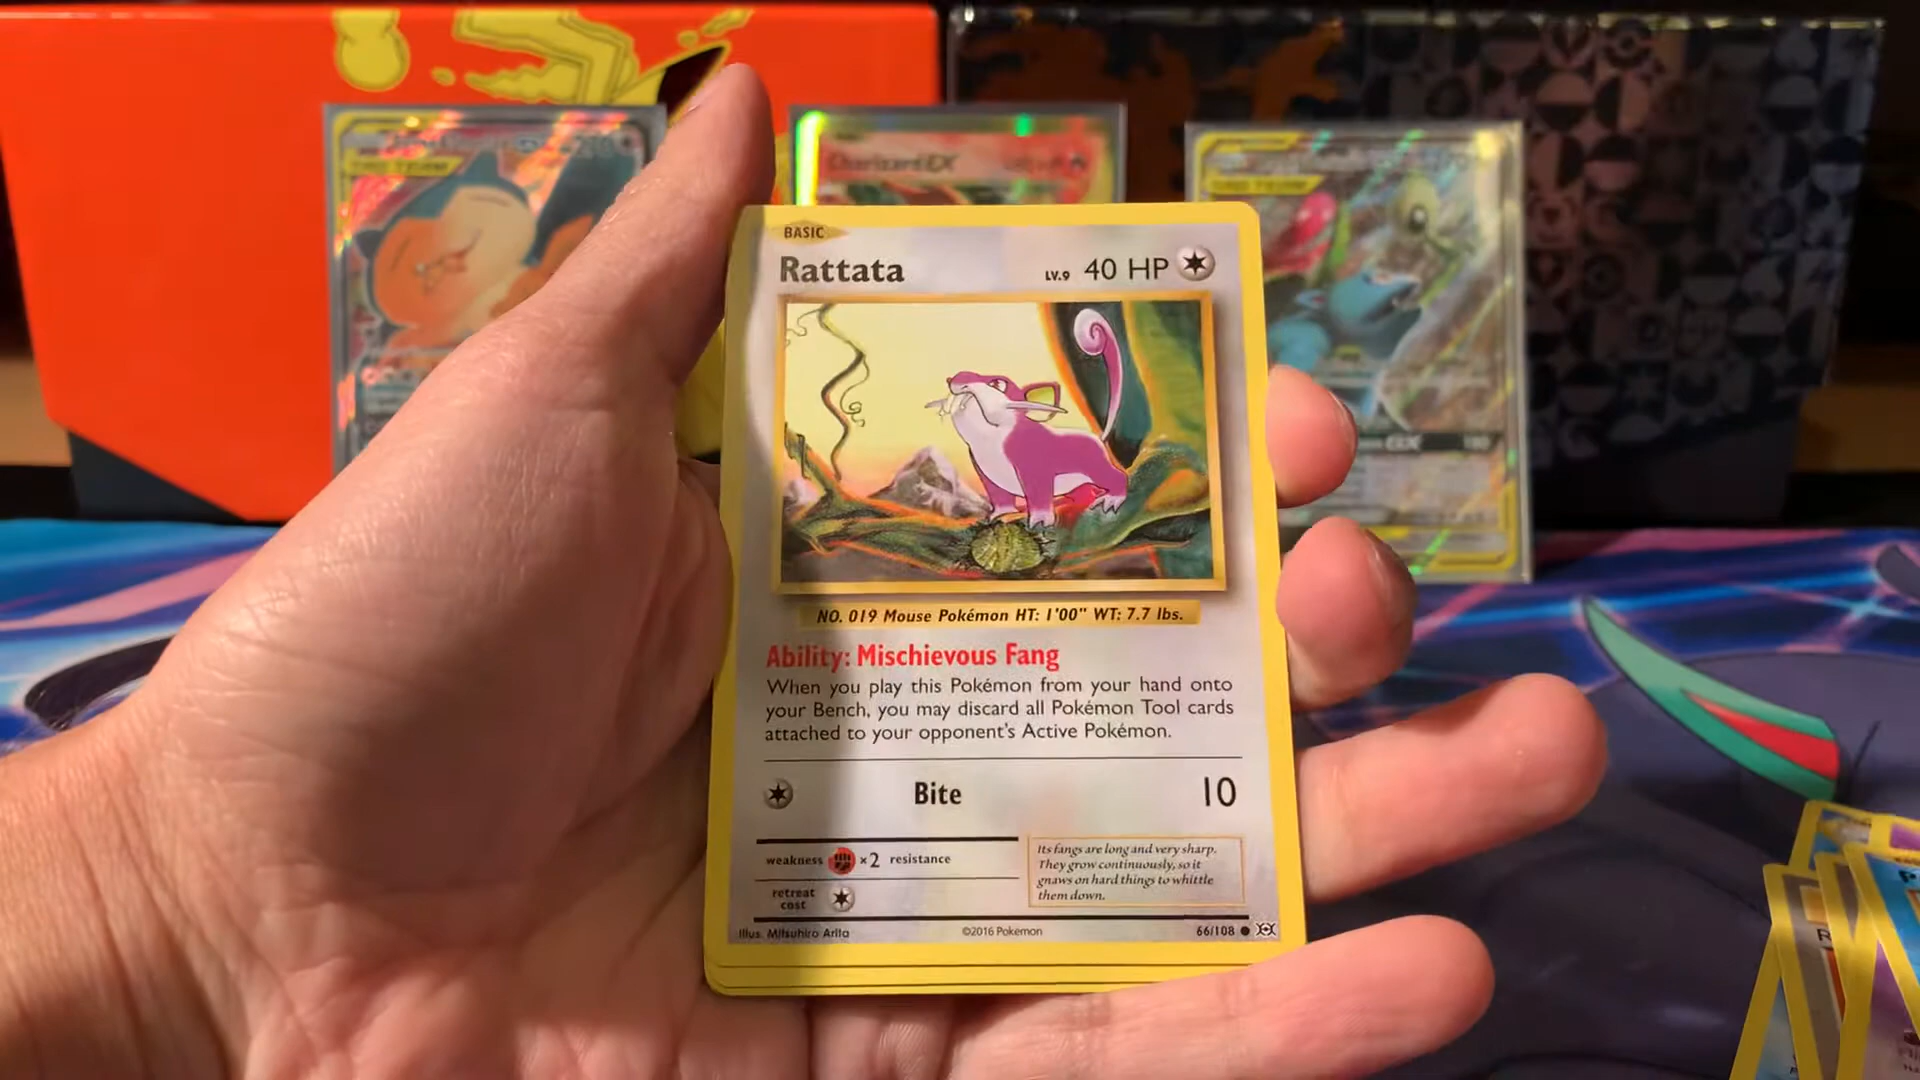 TAG TEAM
Charizard EX
TAG TEAM
BASIC
Rattata LV.9 40 HP
NO. 019 Mouse Pokémon HT: 1'00" WT: 7.7 lbs.
Ability: Mischievous Fang
When you play this Pokémon from your hand onto
your Bench, you may discard all Pokémon Tool cards
attached to your opponent's Active Pokémon.
Bite 10
weakness ×2 resistance
retreat
cost
Its fangs are long and very sharp.
They grow continuously, so it
gnaws on hard things to whittle
them down.
Illus. Mitsuhiro Arita ©2016 Pokemon 66/108